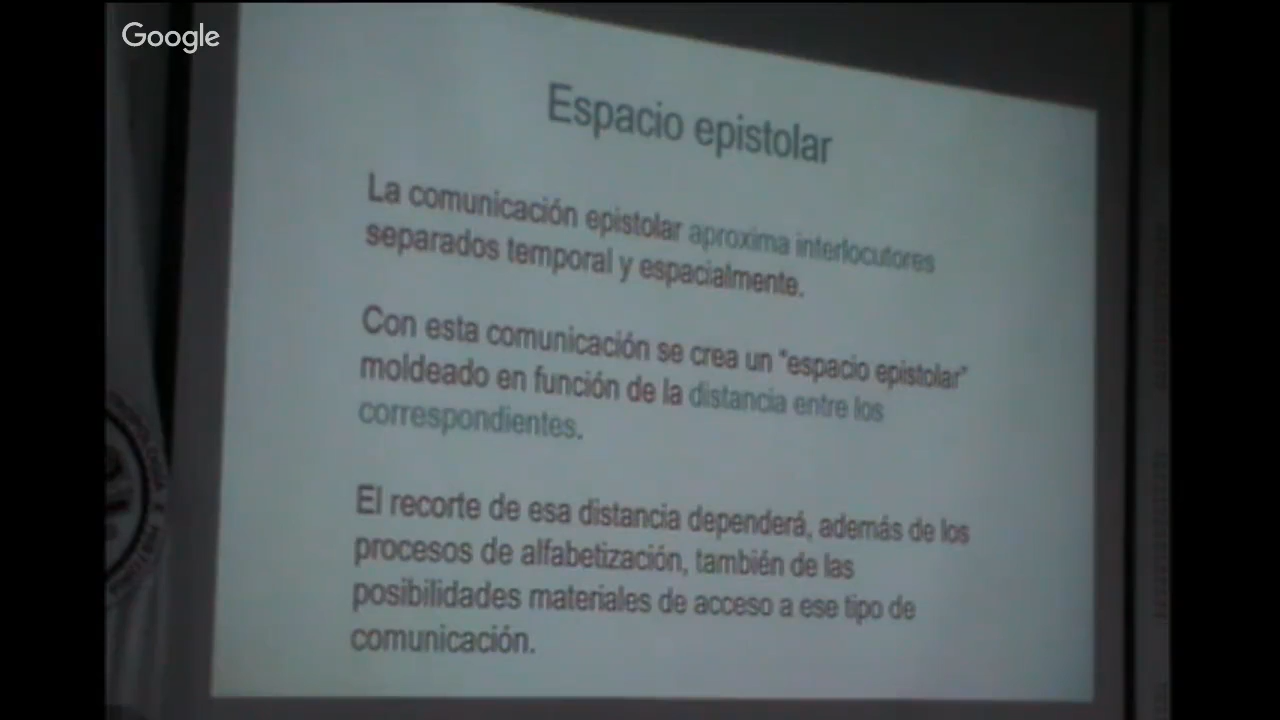 Google
Espacio epistolar
La comunicación epistolar aproxima interlocutores
separados temporal y espacialmente.
Con esta comunicación se crea un "espacio epistolar"
moldeado en función de la distancia entre los
correspondientes.
El recorte de esa distancia dependerá, además de los
procesos de alfabetización, también de las
posibilidades materiales de acceso a ese tipo de
comunicación.